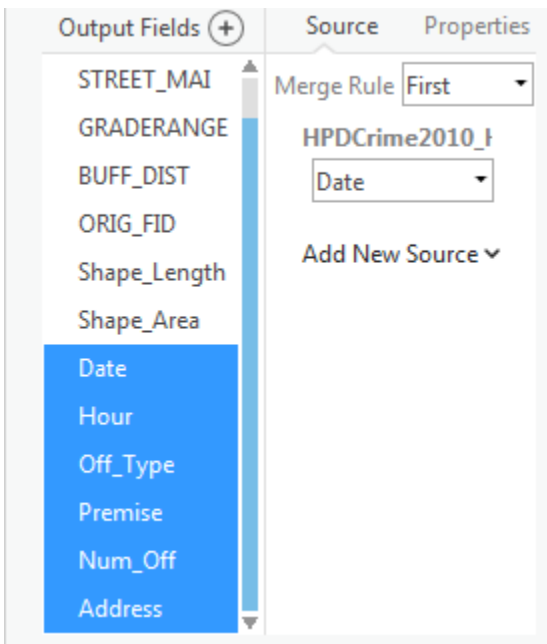 Output Fields
Source Properties
STREET_MAI
GRADERANGE
BUFF_DIST
ORIG_FID
Shape_Length
Shape_Area
Date
Hour
Off_Type
Premise
Num_Off
Address
Merge Rule First
HPDCrime2010_
Date
Add New Source